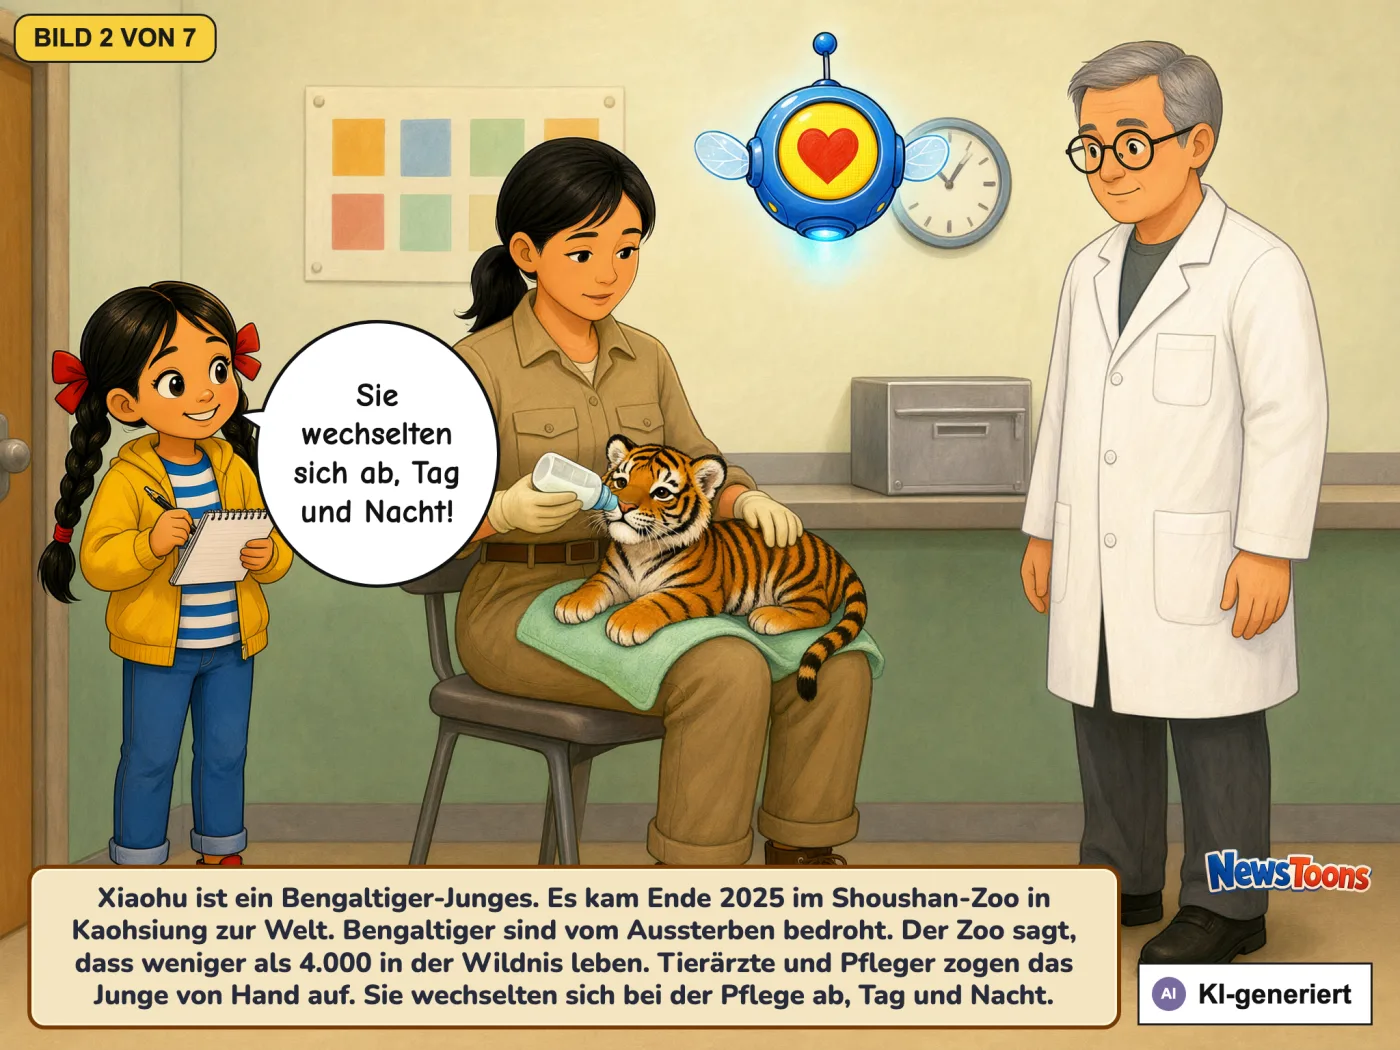 BILD 2 VON 7
Sie
wechselten
sich ab, Tag
und Nacht!
NewsToons
Xiaohu ist ein Bengaltiger-Junges. Es kam Ende 2025 im Shoushan-Zoo in
Kaohsiung zur Welt. Bengaltiger sind vom Aussterben bedroht. Der Zoo sagt,
dass weniger als 4.000 in der Wildnis leben. Tierärzte und Pfleger zogen das
Junge von Hand auf. Sie wechselten sich bei der Pflege ab, Tag und Nacht.
AI KI-generiert